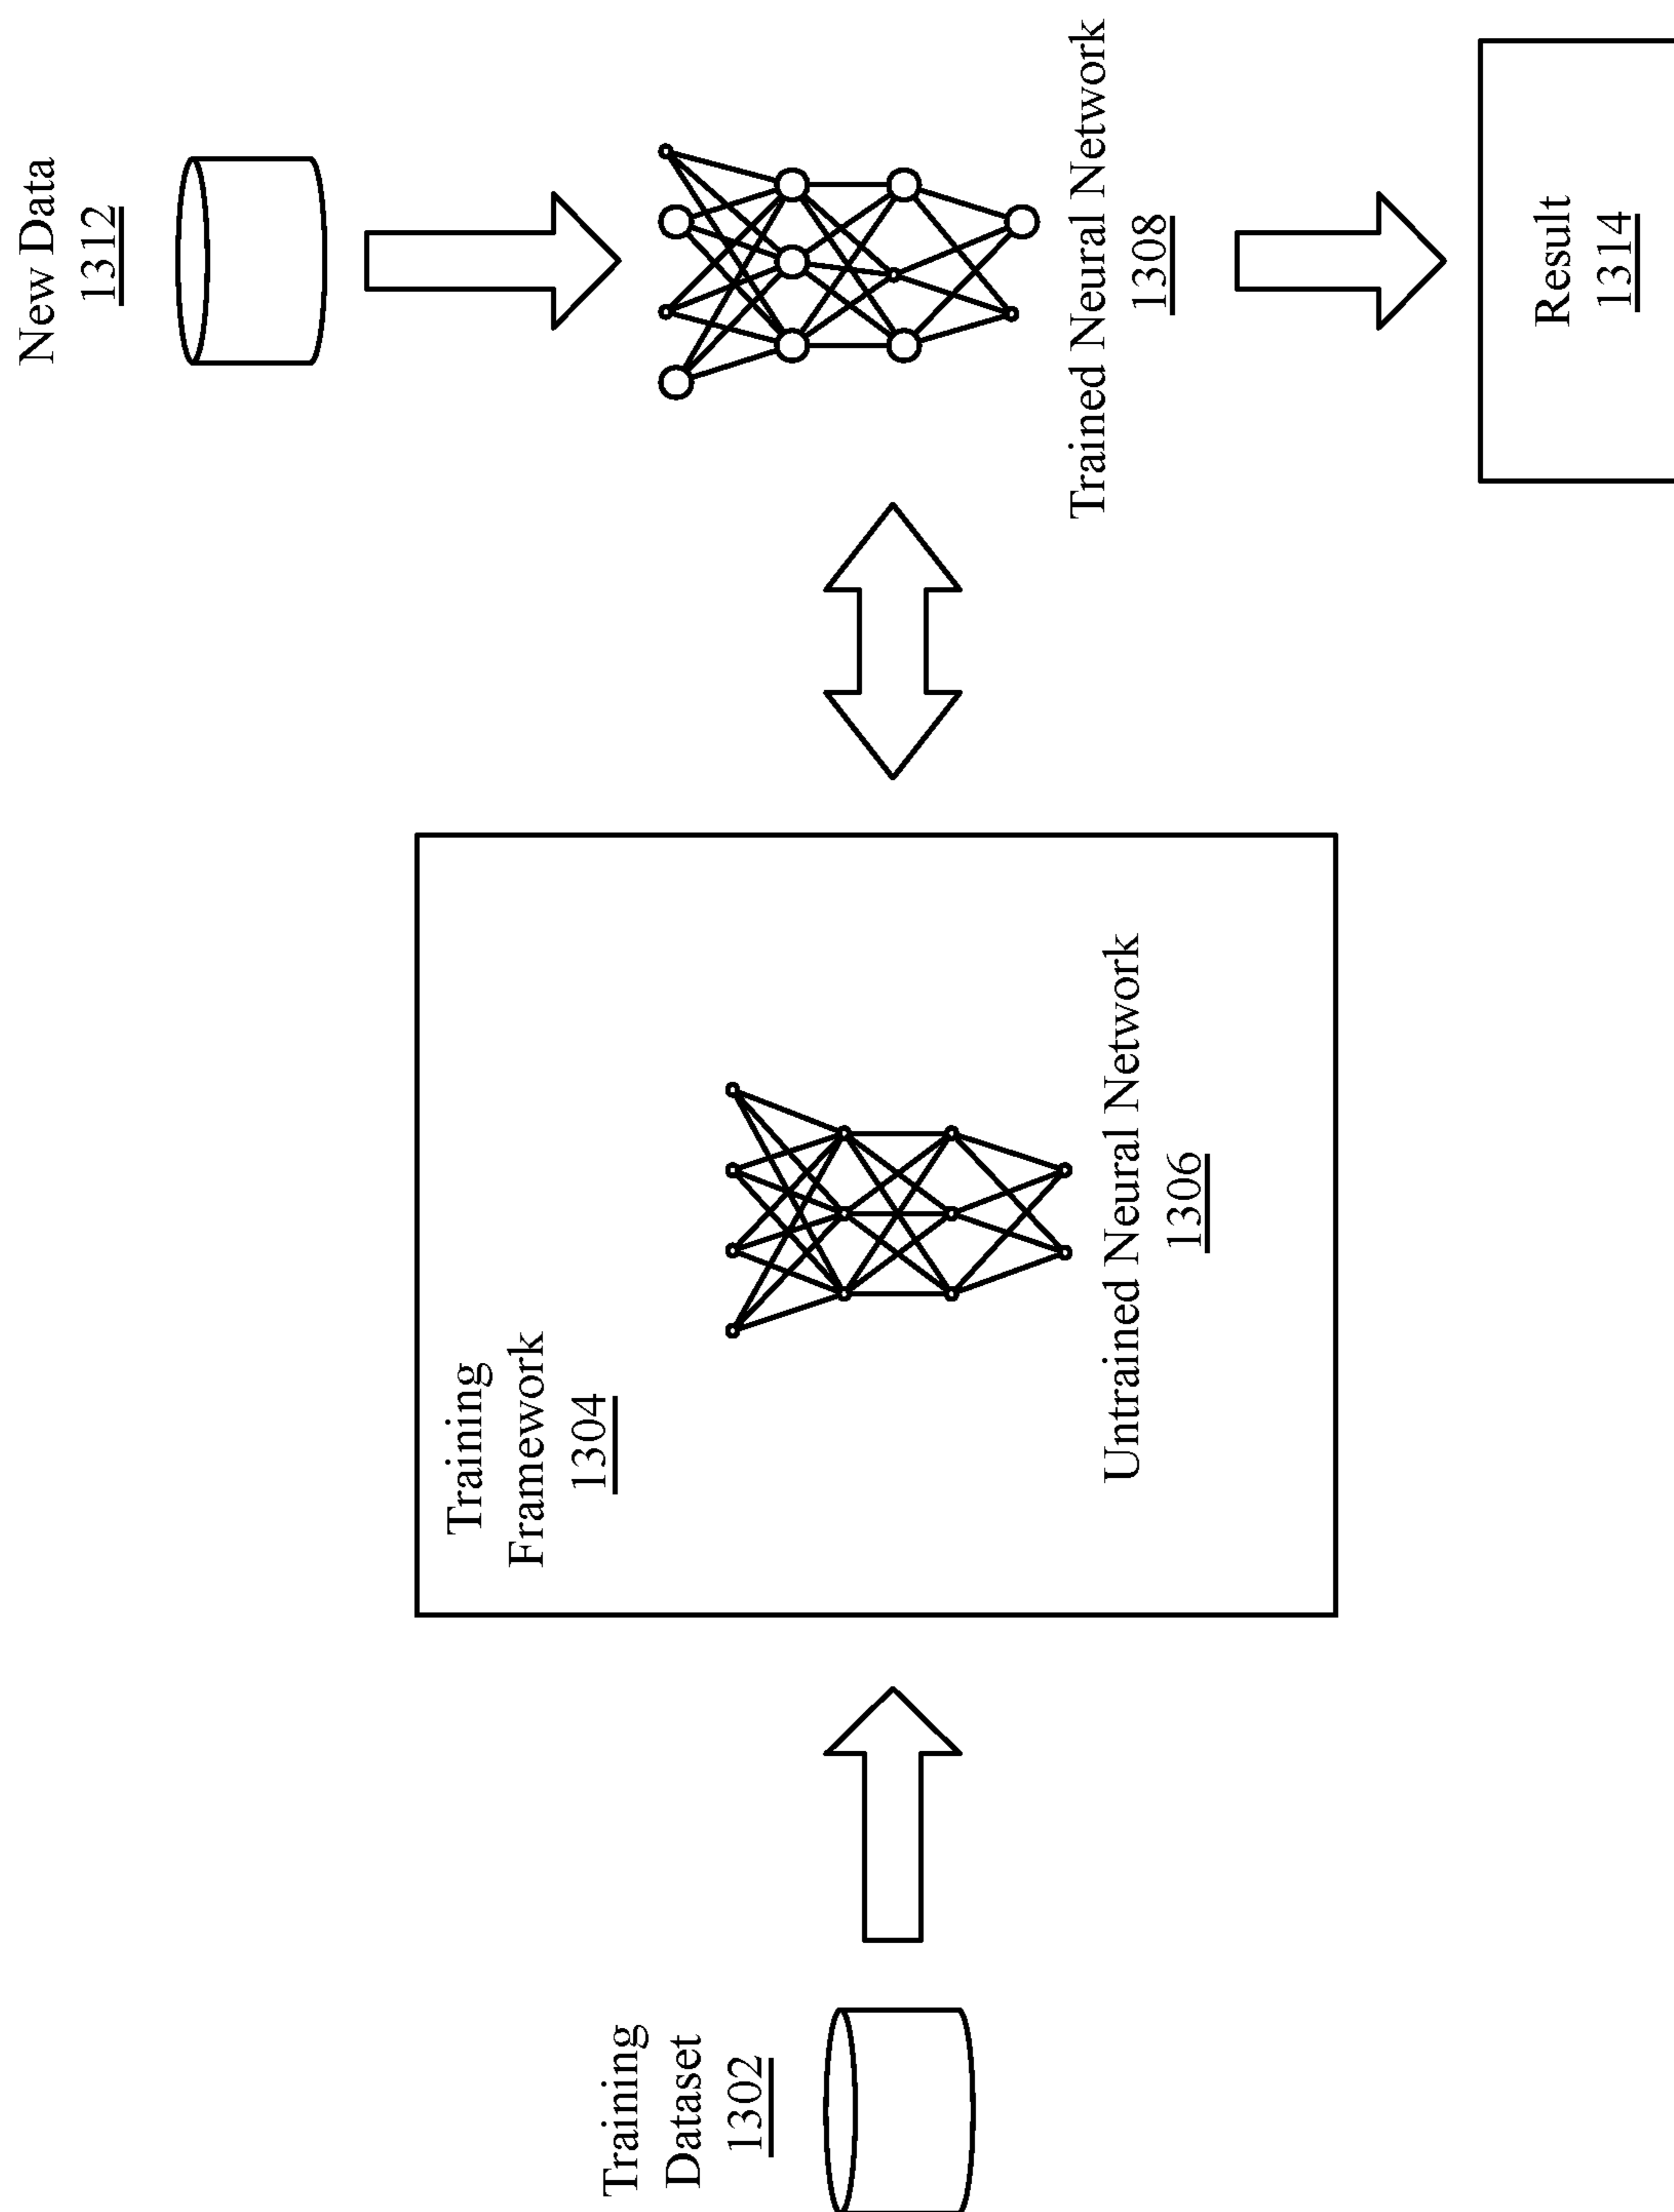 Training
Dataset
1302
Training
Framework
1304
Untrained Neural Network
1306
New Data
1312
Trained Neural Network
1308
Result
1314